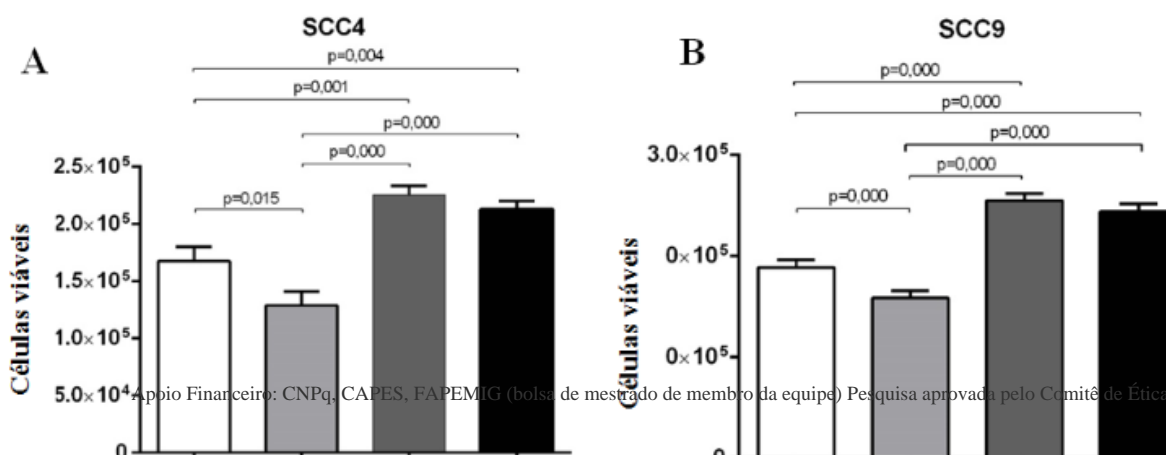 SCC4
A
p=0,004
p=0,001
p=0,000
p=0,000
p=0,015
2.5×10⁵
2.0×10⁵
1.5×10⁵
1.0×10⁵
5.0×10⁴
0
Células viáveis
SCC9
B
p=0,000
p=0,000
p=0,000
p=0,000
p=0,000
3.0×10⁵
0×10⁵
0×10⁵
Células viáveis
Apoio Financeiro: CNPq, CAPES, FAPEMIG (bolsa de mestrado de membro da equipe) Pesquisa aprovada pelo Comitê de Ética